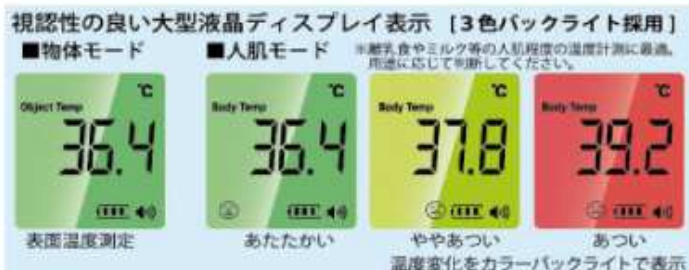 視認性の良い大型液晶ディスプレイ表示 [3色バックライト採用]
■物体モード
■人肌モード
※離乳食やミルク等の人肌程度の温度計測に最適。
用途に応じて判断してください。
℃
Object Temp
36.4
表面温度測定
℃
Body Temp
36.4
あたたかい
℃
Body Temp
37.8
ややあつい
℃
Body Temp
39.2
あつい
温度変化をカラーバックライトで表示